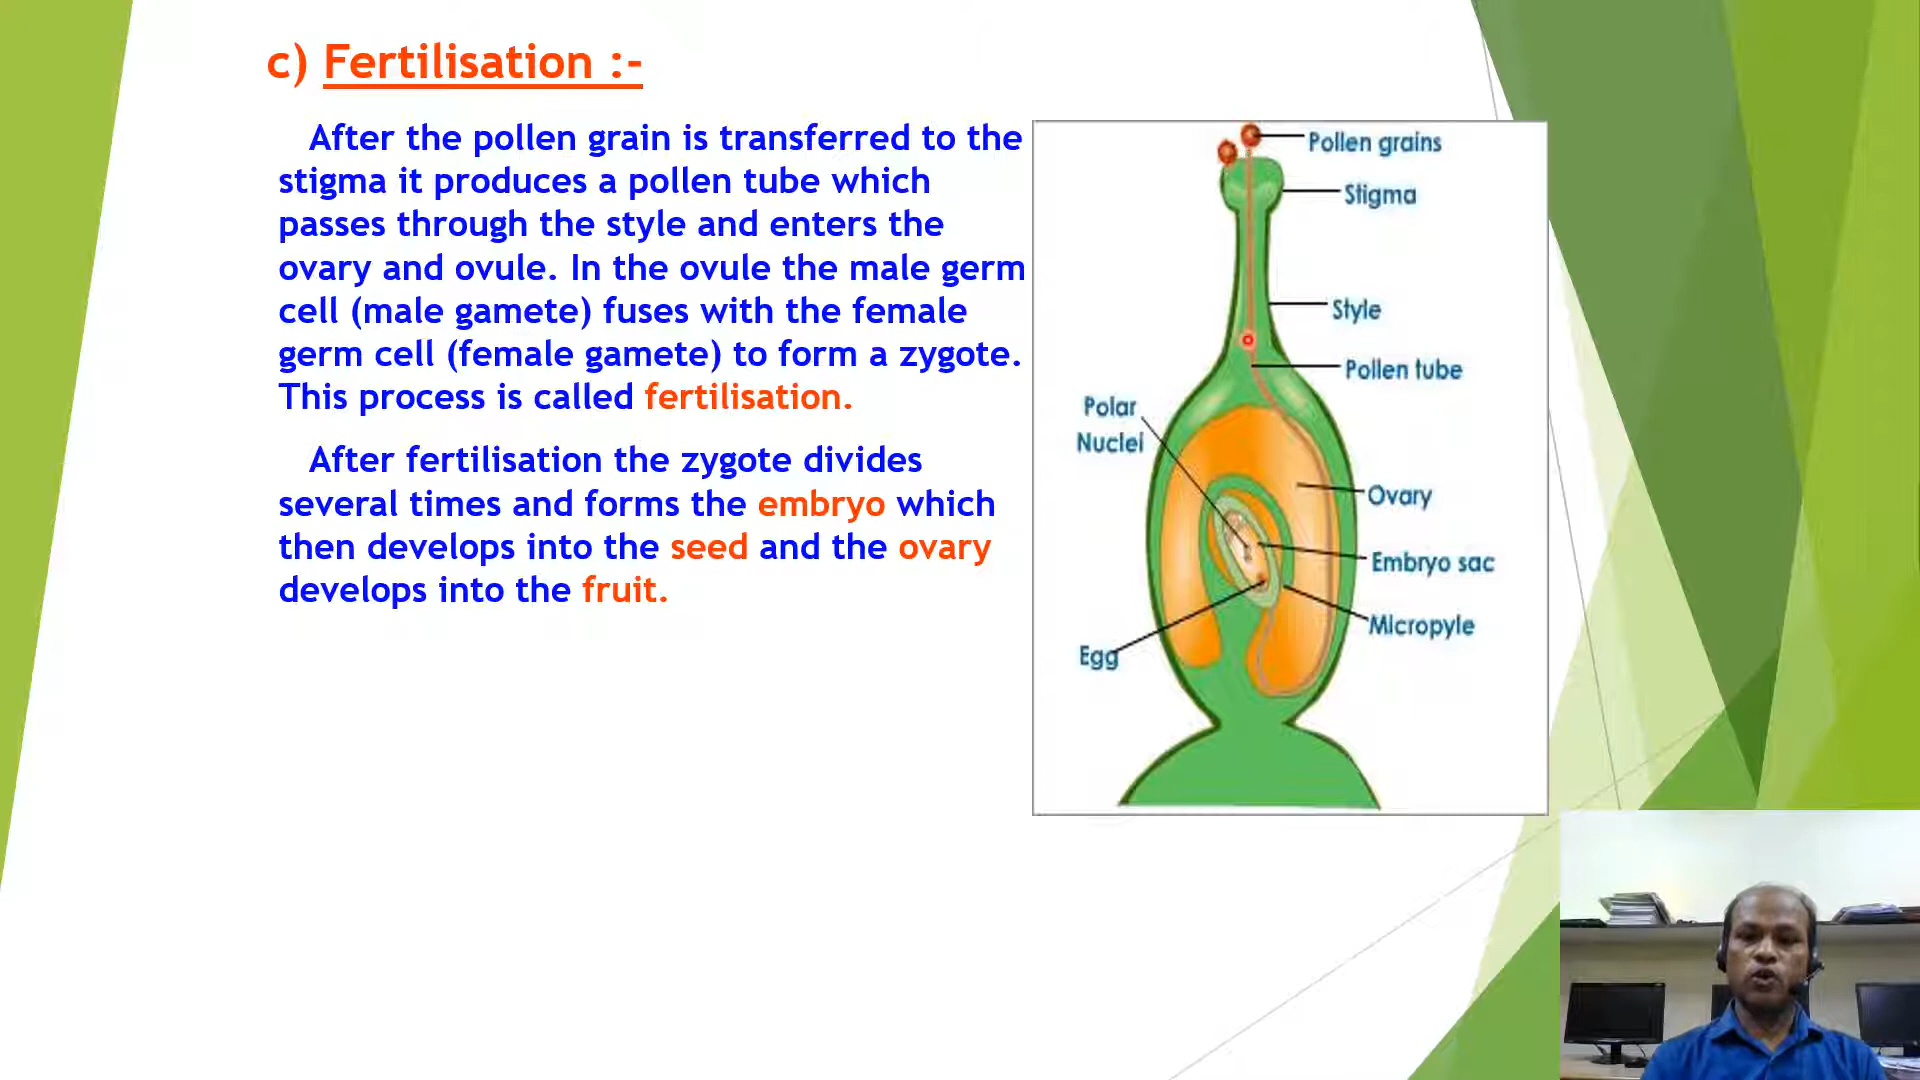 c) Fertilisation :-
After the pollen grain is transferred to the
stigma it produces a pollen tube which
passes through the style and enters the
ovary and ovule. In the ovule the male germ
cell (male gamete) fuses with the female
germ cell (female gamete) to form a zygote.
This process is called fertilisation.
After fertilisation the zygote divides
several times and forms the embryo which
then develops into the seed and the ovary
develops into the fruit.
Pollen grains
Stigma
Style
Pollen tube
Polar
Nuclei
Ovary
Embryo sac
Micropyle
Egg